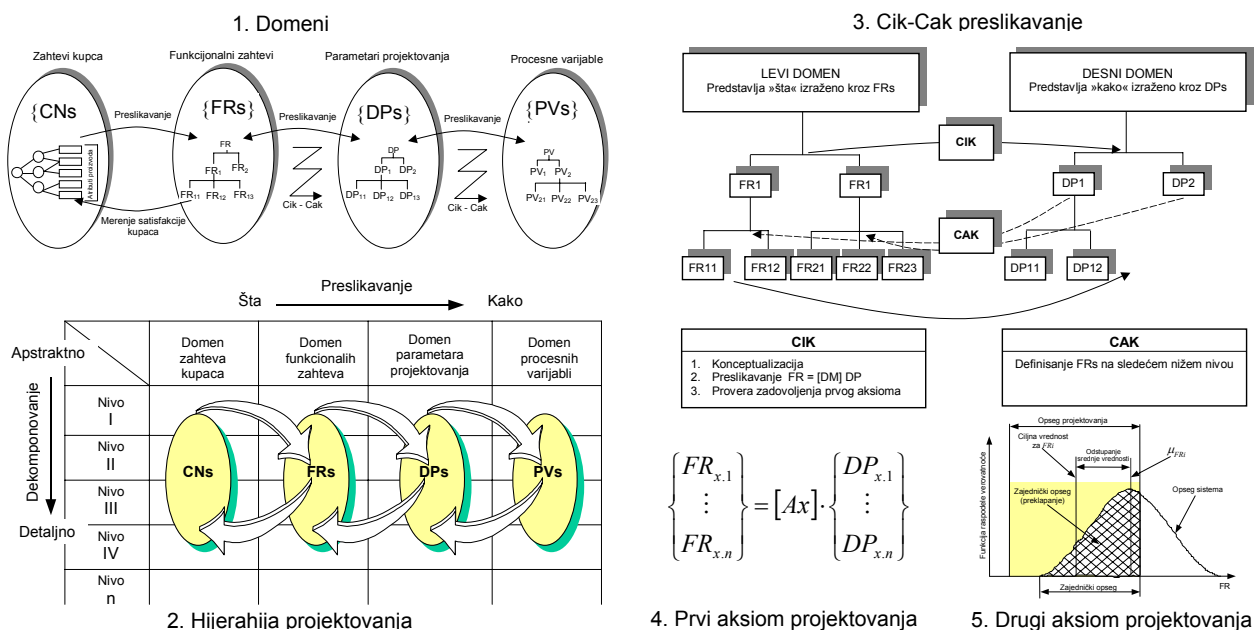 1. Domeni
Zahtevi kupca
Funkcijonalni zahtevi
Parametari projektovanja
Procesne varijable
{CNs}
{FRs}
{DPs}
{PVs}
Preslikavanje
Preslikavanje
Preslikavanje
Atributi proizvoda
FR
FR1
FR2
FR11
FR12
FR13
DP
DP1
DP2
DP11
DP12
DP13
PV
PV1
PV2
PV21
PV22
PV23
Cik - Cak
Cik - Cak
Merenje satisfakcije
kupaca
Šta
Preslikavanje
Kako
Apstraktno
Dekomponovanje
Detaljno
Domen
zahteva
kupaca
Domen
funkcionalih
zahteva
Domen
parametara
projektovanja
Domen
procesnih
varijabli
Nivo
I
Nivo
II
Nivo
III
Nivo
IV
Nivo
n
CNs
FRs
DPs
PVs
2. Hijerahija projektovanja
3. Cik-Cak preslikavanje
LEVI DOMEN
Predstavlja »šta« izraženo kroz FRs
DESNI DOMEN
Predstavlja »kako« izraženo kroz DPs
CIK
FR1
FR1
DP1
DP2
CAK
FR11
FR12
FR21
FR22
FR23
DP11
DP12
CIK
1. Konceptualizacija
2. Preslikavanje FR = [DM] DP
3. Provera zadovoljenja prvog aksioma
CAK
Definisanje FRs na sledećem nižem nivou
{FRx.1 ⋮ FRx.n} = [Ax]·{DPx.1 ⋮ DPx.n}
4. Prvi aksiom projektovanja
Opseg projektovanja
Ciljna vrednost
za FRi
Odstupanje
srednje vrednosti
μFRi
Zajednički opseg
(preklapanje)
Opseg sistema
Funkcija raspodele verovatnoće
FR
Zajednički opseg
5. Drugi aksiom projektovanja